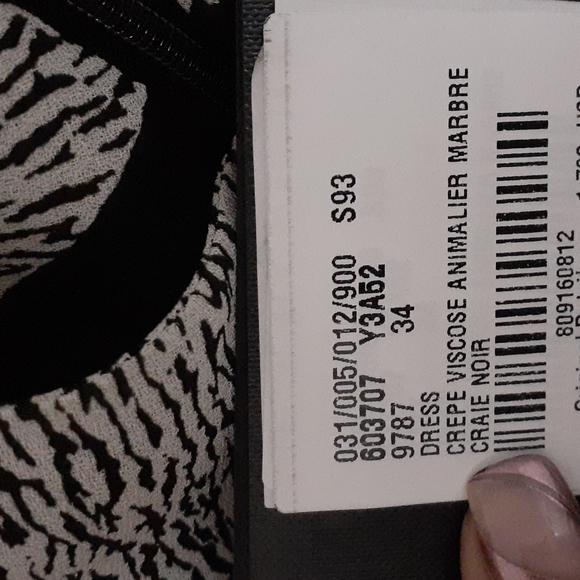 031/005/012/900 S93
603707 Y3A52
9787 34
DRESS
CREPE VISCOSE ANIMALIER MARBRE
CRAIE NOIR
809160812